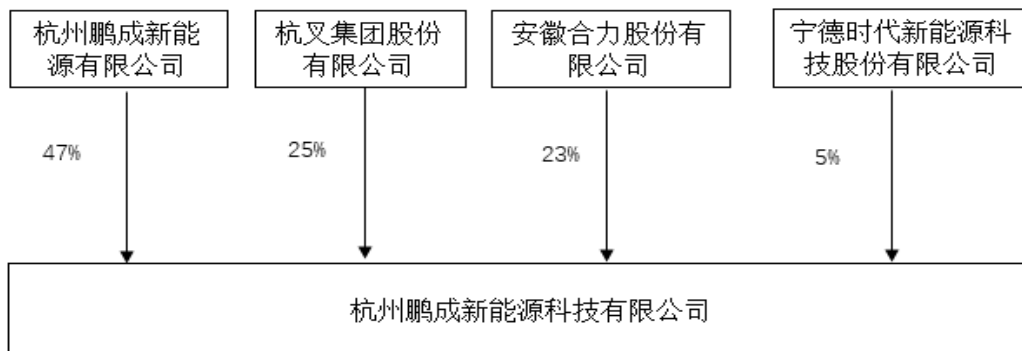 杭州鹏成新能
源有限公司
杭叉集团股份
有限公司
安徽合力股份有
限公司
宁德时代新能源科
技股份有限公司
47%
25%
23%
5%
杭州鹏成新能源科技有限公司